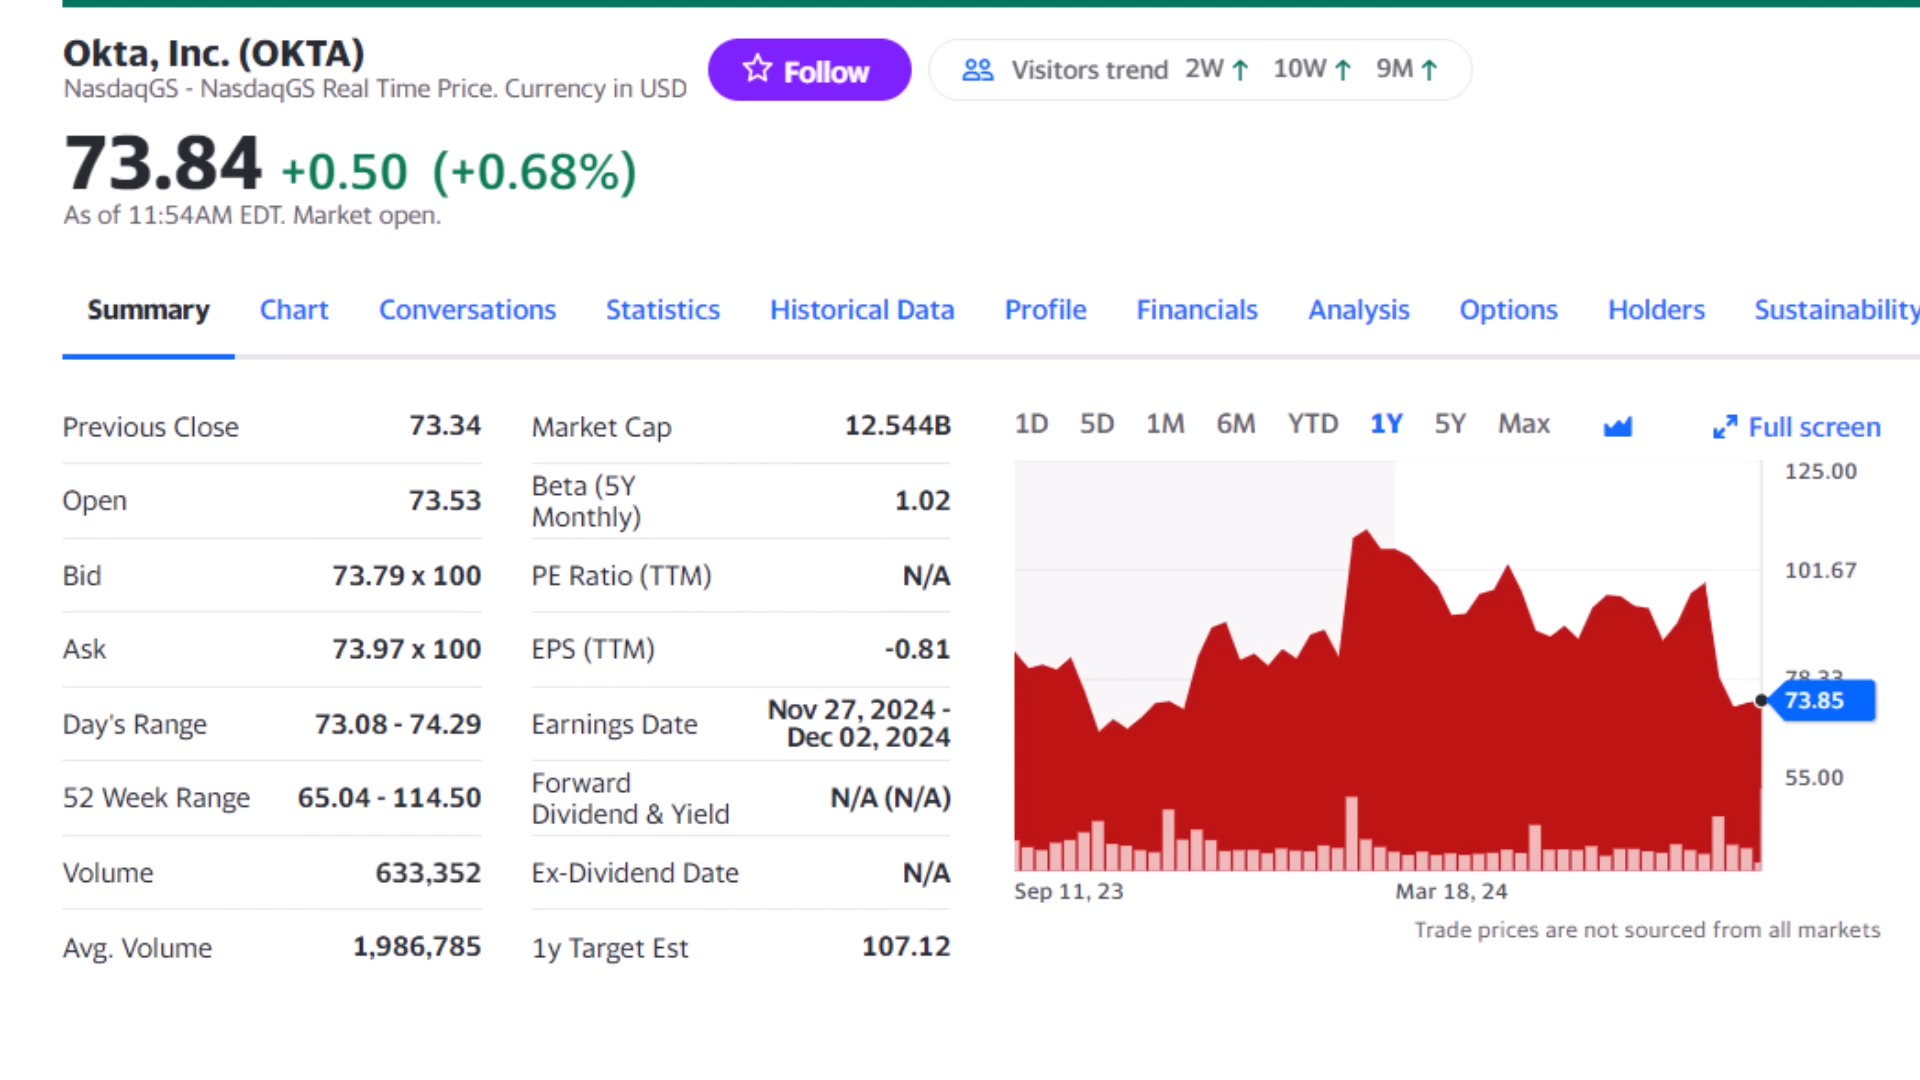 Okta, Inc. (OKTA)
NasdaqGS - NasdaqGS Real Time Price. Currency in USD
Follow
Visitors trend 2W ↑ 10W ↑ 9M ↑
73.84 +0.50 (+0.68%)
As of 11:54AM EDT. Market open.
Summary Chart Conversations Statistics Historical Data Profile Financials Analysis Options Holders Sustainability
Previous Close 73.34
Open 73.53
Bid 73.79 x 100
Ask 73.97 x 100
Day's Range 73.08 - 74.29
52 Week Range 65.04 - 114.50
Volume 633,352
Avg. Volume 1,986,785
Market Cap 12.544B
Beta (5Y
Monthly) 1.02
PE Ratio (TTM) N/A
EPS (TTM) -0.81
Earnings Date Nov 27, 2024 -
Dec 02, 2024
Forward
Dividend & Yield N/A (N/A)
Ex-Dividend Date N/A
1y Target Est 107.12
1D 5D 1M 6M YTD 1Y 5Y Max Full screen
125.00
101.67
78.33
73.85
55.00
Sep 11, 23 Mar 18, 24
Trade prices are not sourced from all markets